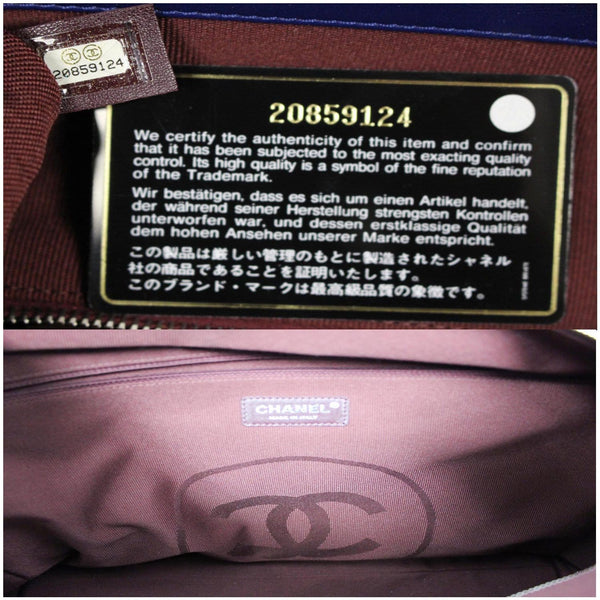 20859124
20859124
We certify the authenticity of this item and confirm
that it has been subjected to the most exacting quality
control. Its high quality is a symbol of the fine reputation
of the Trademark.
Wir bestätigen, dass es sich um einen Artikel handelt,
der während seiner Herstellung strengsten Kontrollen
unterworfen war, und dessen erstklassige Qualität
dem hohen Ansehen unserer Marke entspricht.
この製品は厳しい管理のもとに製造されたシャネル
社の商品であることを証明いたします。
このブランド・マークは最高級品質の象徴です。
CHANEL®
MADE IN ITALY